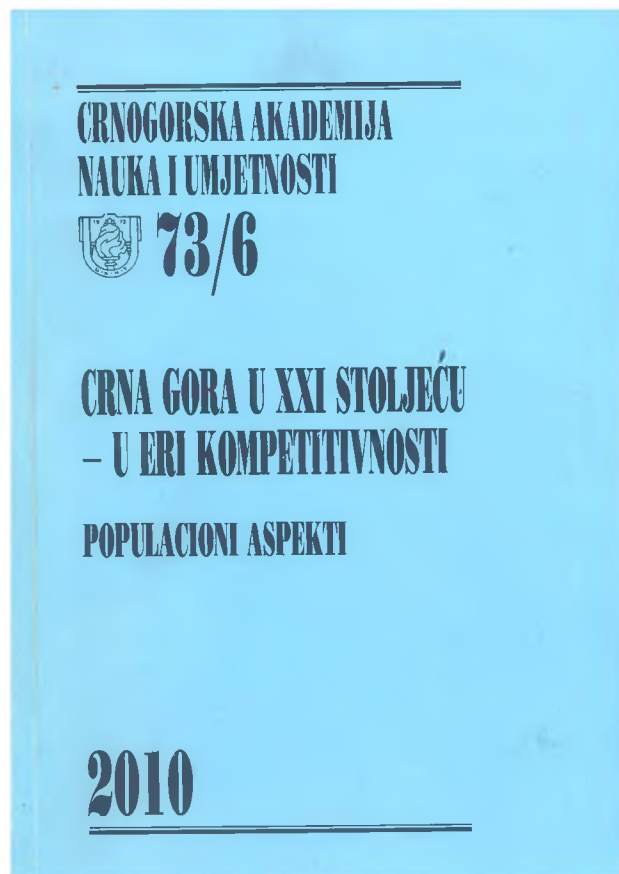 CRNOGORSKA AKADEMIJA
NAUKA I UMJETNOSTI
73/6
CRNA GORA U XXI STOLJEĆU
– U ERI KOMPETITIVNOSTI
POPULACIONI ASPEKTI
2010